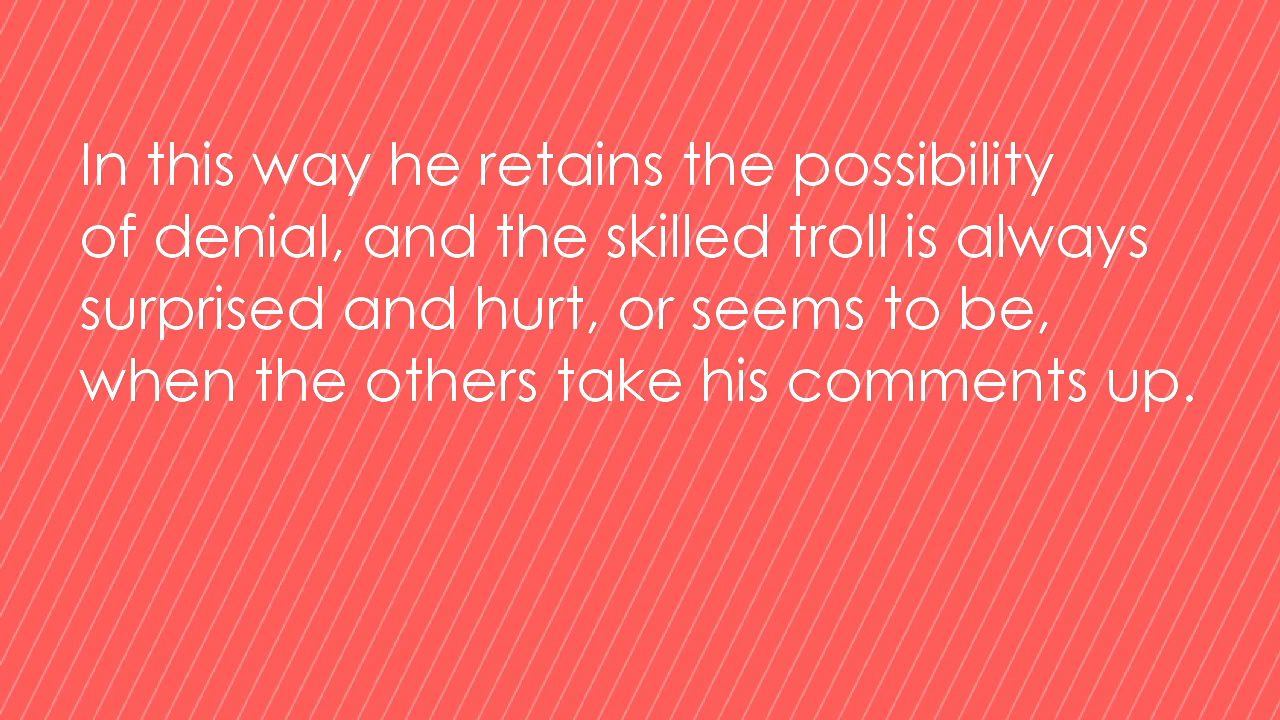 In this way he retains the possibility
of denial, and the skilled troll is always
surprised and hurt, or seems to be,
when the others take his comments up.